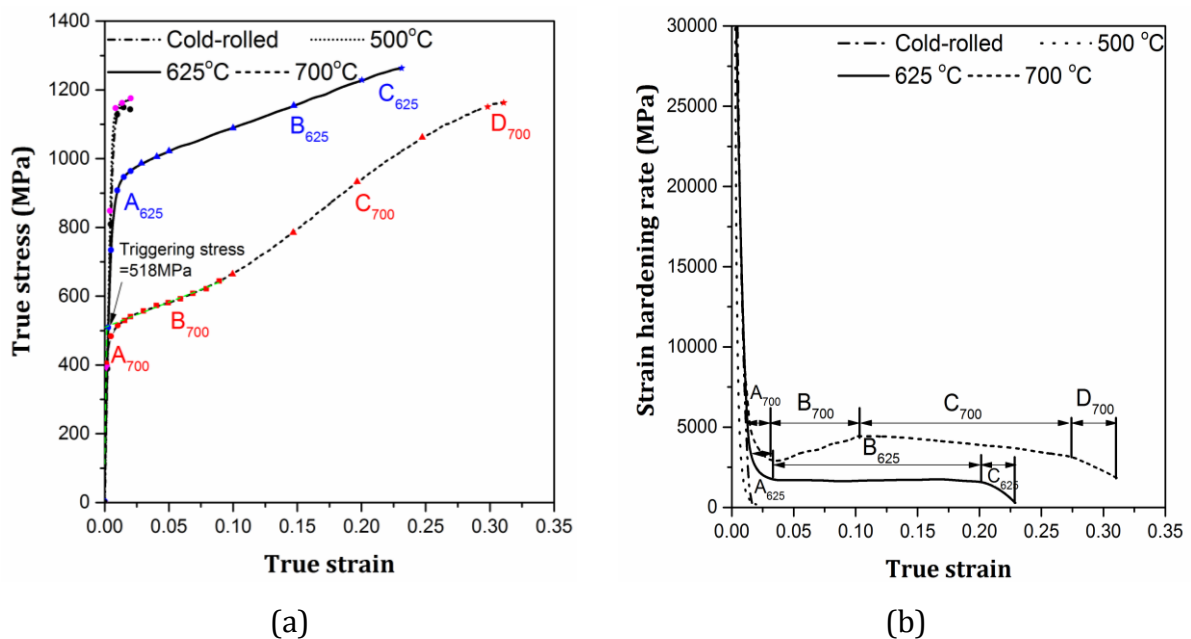 1400
1200
1000
800
600
400
200
0
True stress (MPa)
Cold-rolled 500°C
625°C 700°C
C625
B625
A625
D700
C700
B700
A700
Triggering stress
=518MPa
0.00 0.05 0.10 0.15 0.20 0.25 0.30 0.35
True strain
(a)
30000
25000
20000
15000
10000
5000
0
Strain hardening rate (MPa)
Cold-rolled 500 °C
625 °C 700 °C
A700 B700 C700 D700
B625
A625 C625
0.00 0.05 0.10 0.15 0.20 0.25 0.30 0.35
True strain
(b)